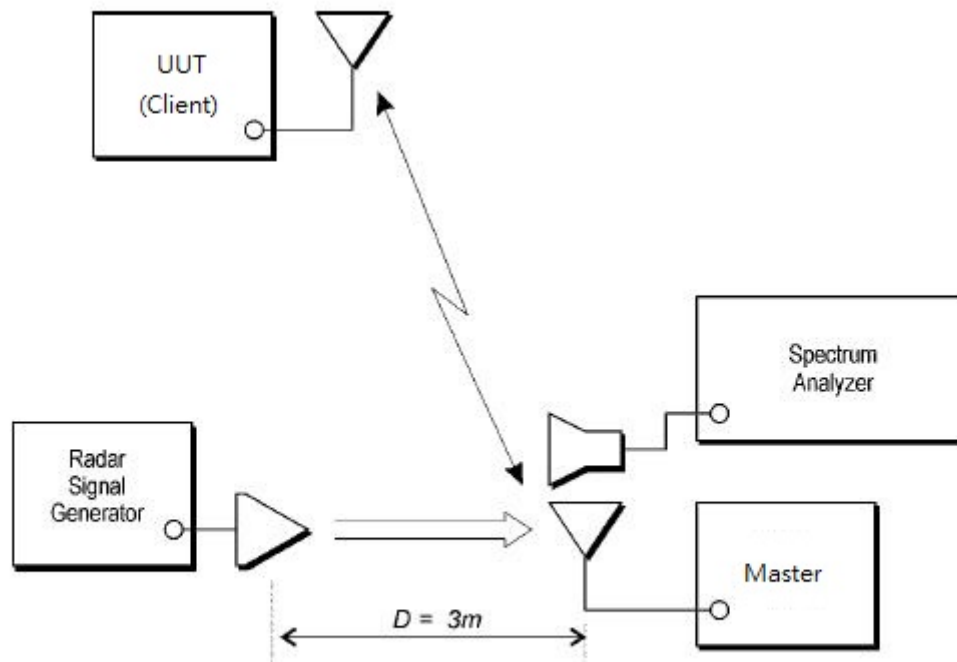 UUT
(Client)
Spectrum
Analyzer
Radar
Signal
Generator
Master
D = 3m